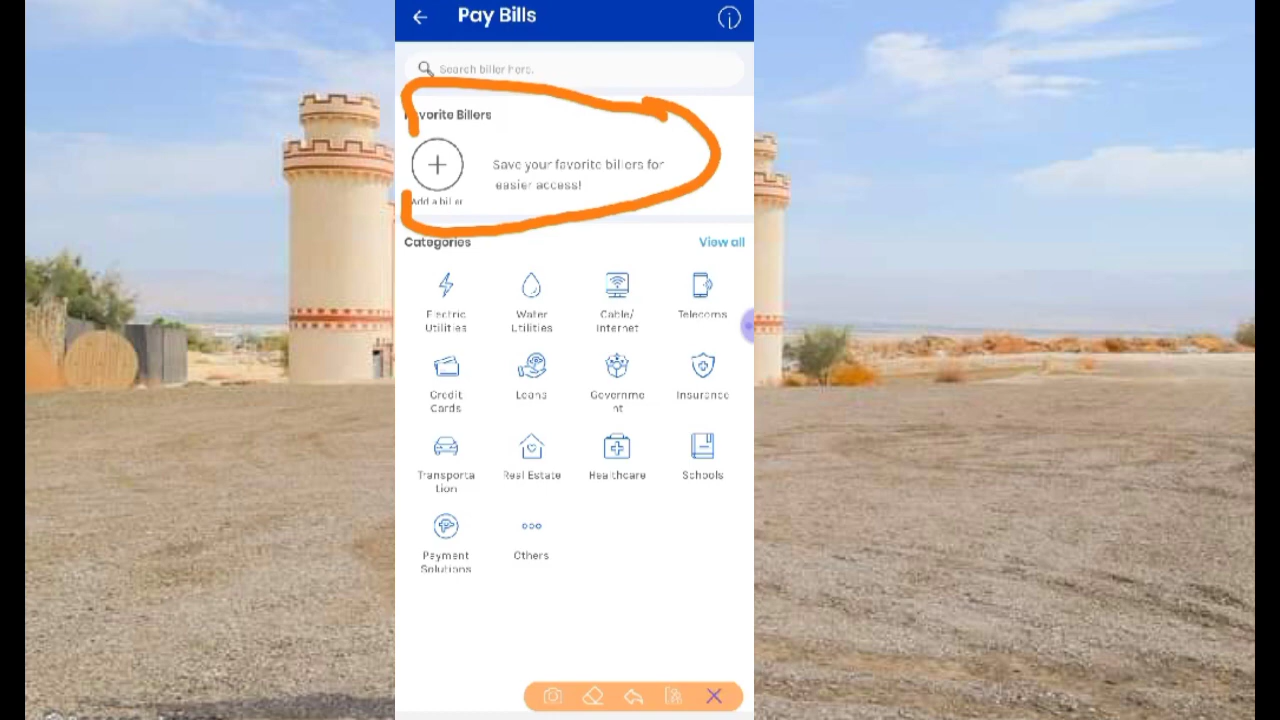 Pay Bills
Search biller here.
Favorite Billers
Save your favorite billers for
easier access!
Add a biller
Categories
View all
Electric
Utilities
Water
Utilities
Cable/
Internet
Telecoms
Credit
Cards
Loans
Governme
nt
Insurance
Transporta
tion
Real Estate
Healthcare
Schools
Payment
Solutions
Others